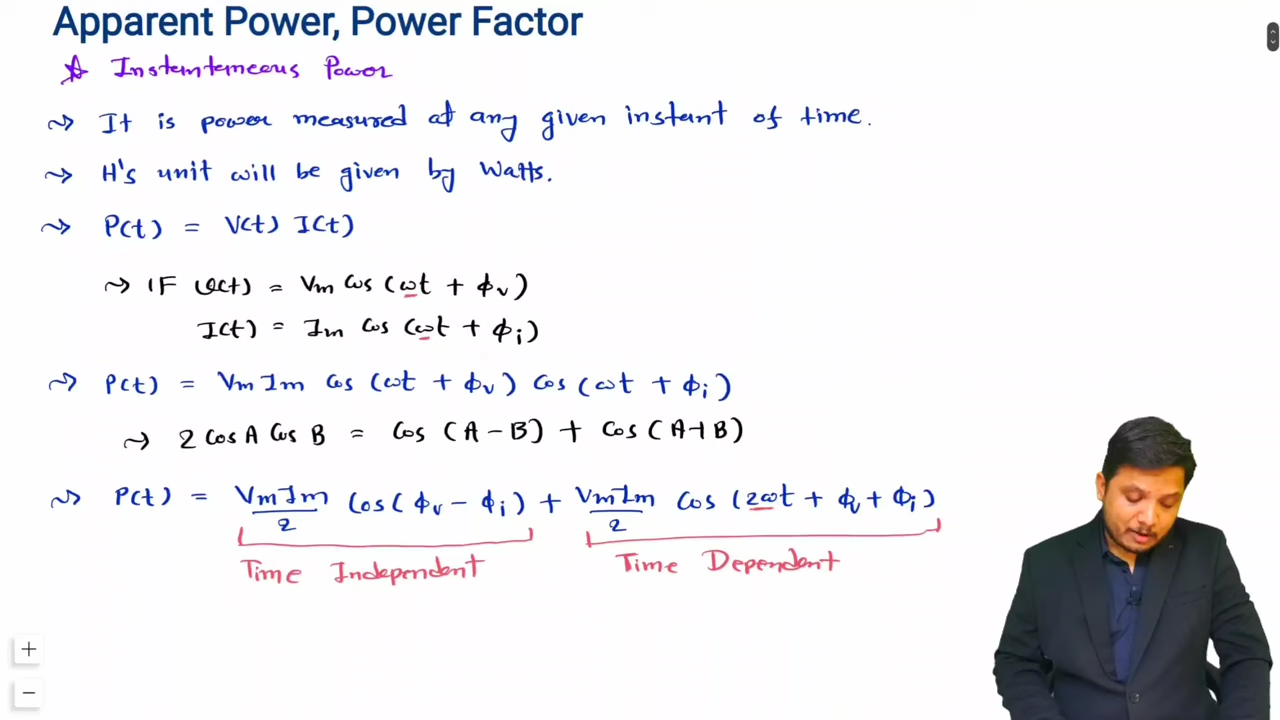 Apparent Power, Power Factor
☆ Instantaneous Power
⤳ It is power measured at any given instant of time.
⤳ It's unit will be given by Watts.
⤳ P(t) = V(t) I(t)
⤳ IF V(t) = Vm Cos (ωt + ϕv)
I(t) = Im Cos (ωt + ϕi)
⤳ P(t) = Vm Im Cos (ωt + ϕv) Cos (ωt + ϕi)
⤳ 2 Cos A Cos B = Cos (A - B) + Cos (A + B)
⤳ P(t) = VmIm/2 Cos (ϕv - ϕi) + VmIm/2 Cos (2ωt + ϕv + ϕi)
Time Independent Time Dependent
+
−